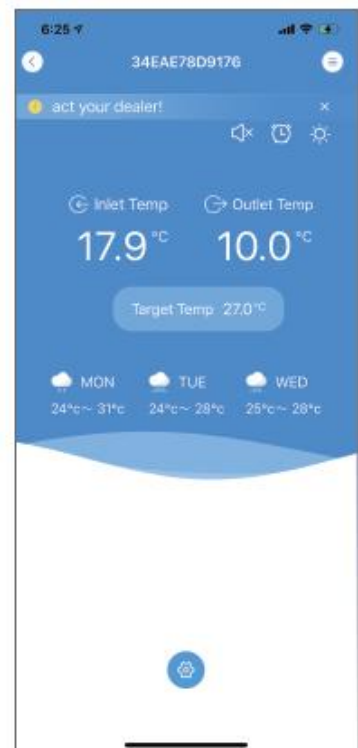 6:25
34EAE78D9176
act your dealer!
Inlet Temp Outlet Temp
17.9°C 10.0°C
Target Temp 27.0°C
MON TUE WED
24°c~ 31°c 24°c~ 28°c 25°c~ 28°c